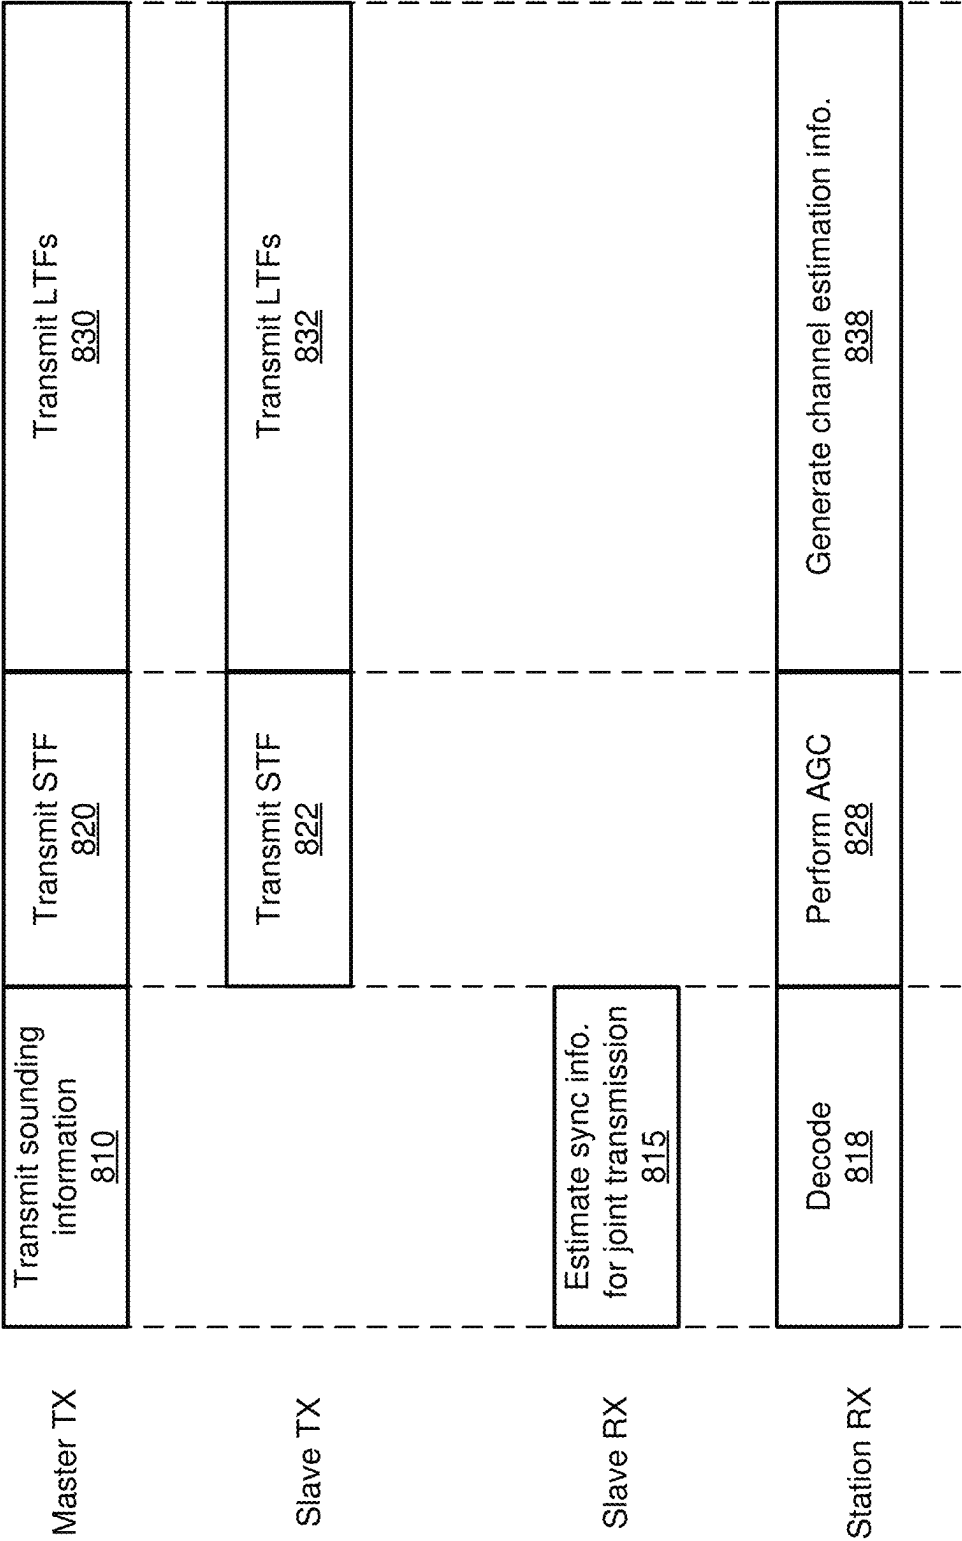 Master TX
Transmit sounding
information
810
Transmit STF
820
Transmit LTFs
830
Slave TX
Transmit STF
822
Transmit LTFs
832
Slave RX
Estimate sync info.
for joint transmission
815
Station RX
Decode
818
Perform AGC
828
Generate channel estimation info.
838